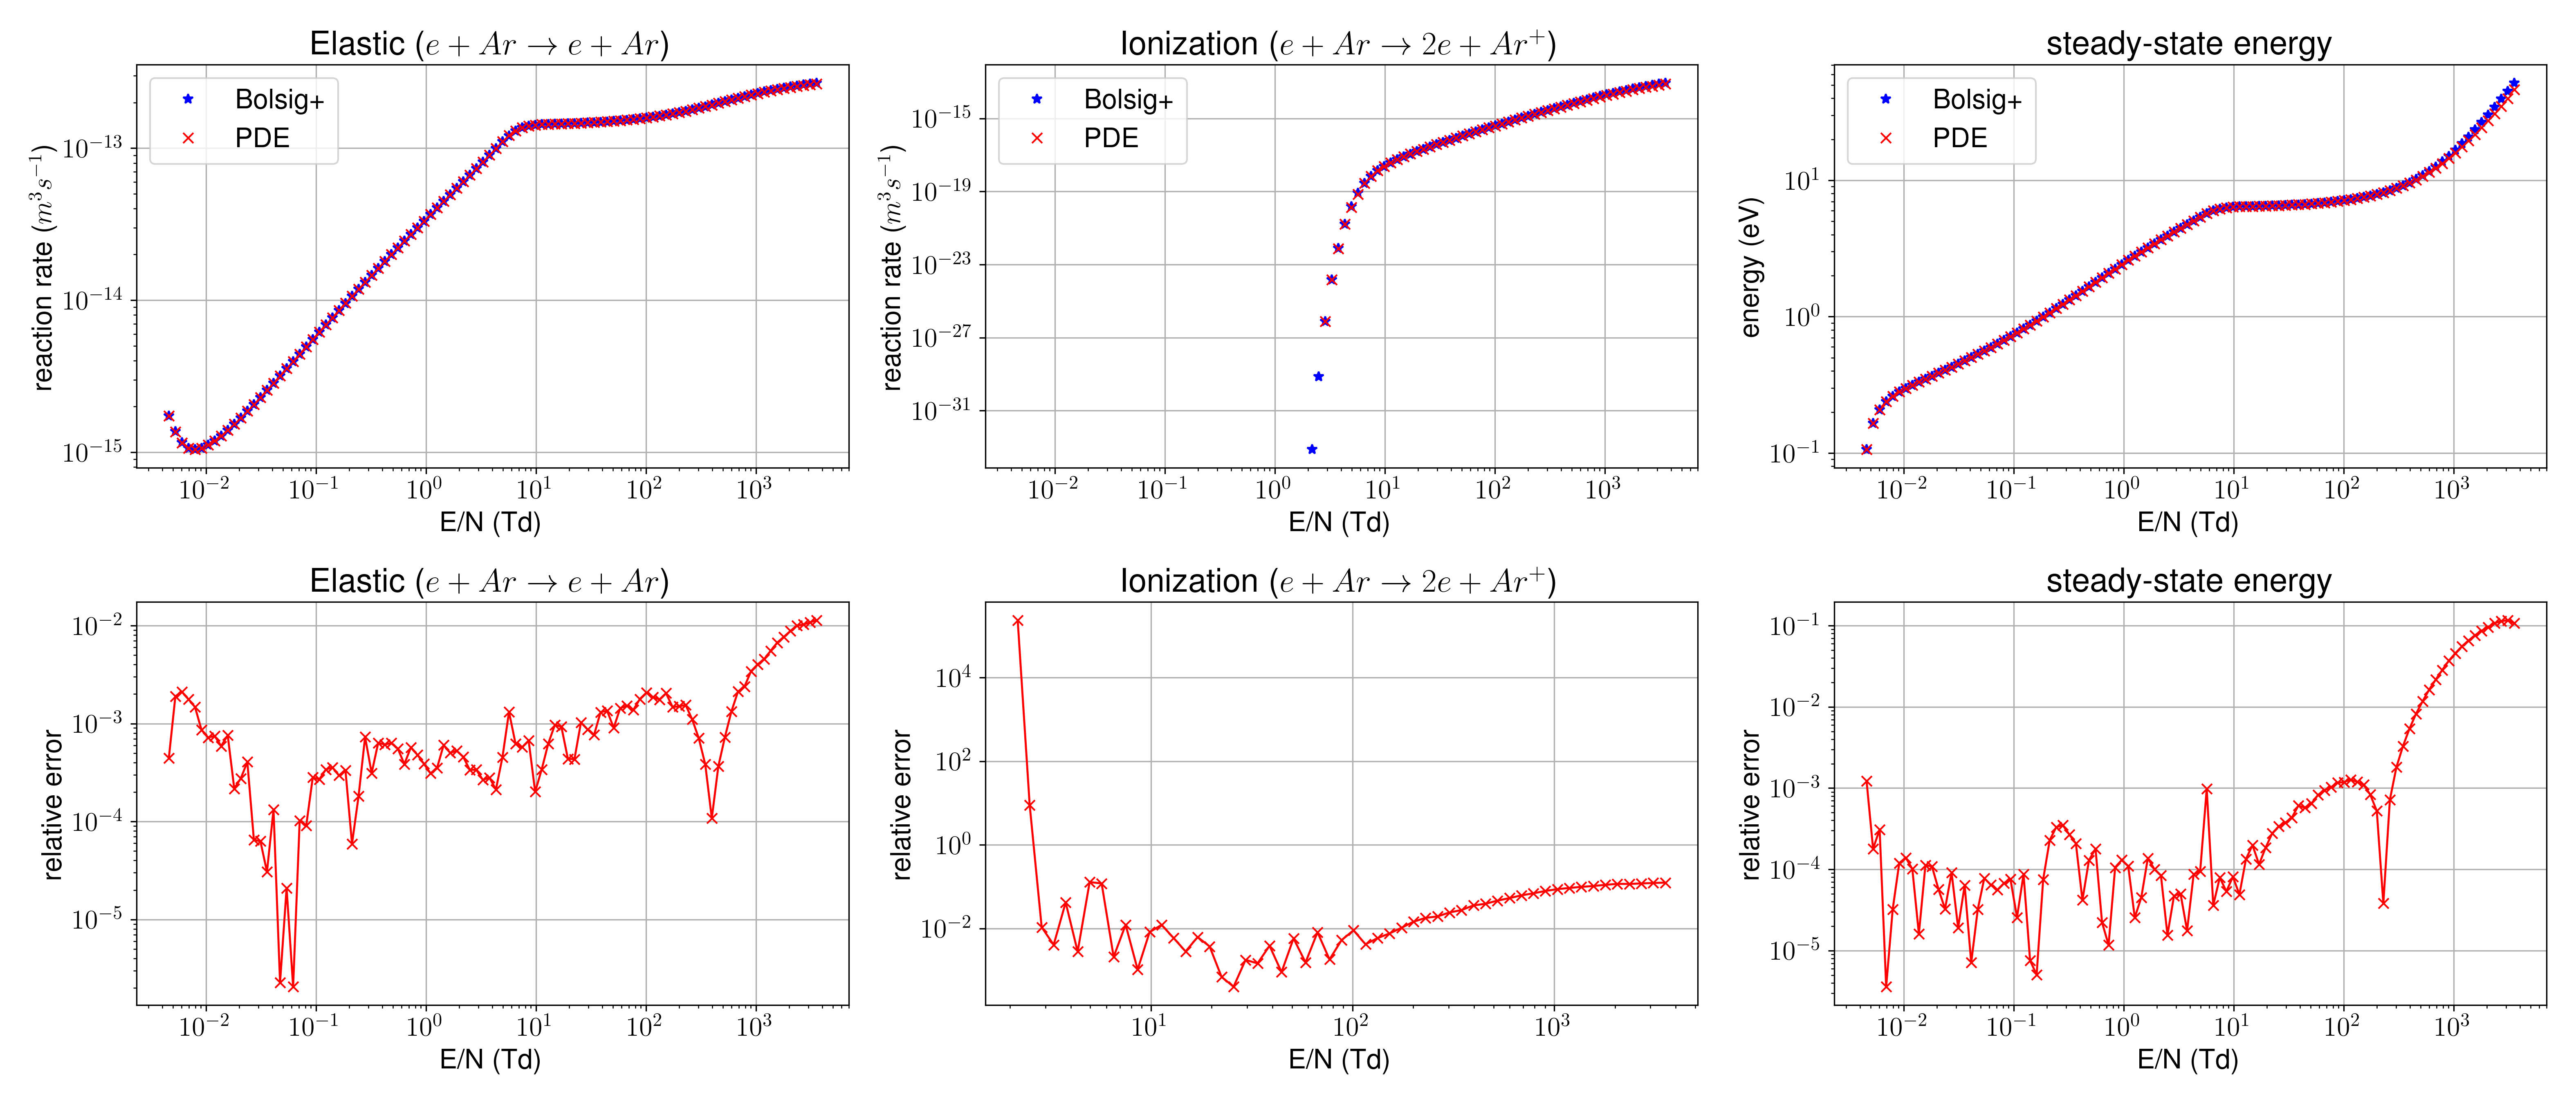 Elastic (e + Ar → e + Ar)
Bolsig+
PDE
reaction rate (m³s⁻¹)
10⁻¹³
10⁻¹⁴
10⁻¹⁵
10⁻² 10⁻¹ 10⁰ 10¹ 10² 10³
E/N (Td)
Ionization (e + Ar → 2e + Ar⁺)
Bolsig+
PDE
reaction rate (m³s⁻¹)
10⁻¹⁵
10⁻¹⁹
10⁻²³
10⁻²⁷
10⁻³¹
10⁻² 10⁻¹ 10⁰ 10¹ 10² 10³
E/N (Td)
steady-state energy
Bolsig+
PDE
energy (eV)
10¹
10⁰
10⁻¹
10⁻² 10⁻¹ 10⁰ 10¹ 10² 10³
E/N (Td)
Elastic (e + Ar → e + Ar)
relative error
10⁻²
10⁻³
10⁻⁴
10⁻⁵
10⁻² 10⁻¹ 10⁰ 10¹ 10² 10³
E/N (Td)
Ionization (e + Ar → 2e + Ar⁺)
relative error
10⁴
10²
10⁰
10⁻²
10¹ 10² 10³
E/N (Td)
steady-state energy
relative error
10⁻¹
10⁻²
10⁻³
10⁻⁴
10⁻⁵
10⁻² 10⁻¹ 10⁰ 10¹ 10² 10³
E/N (Td)